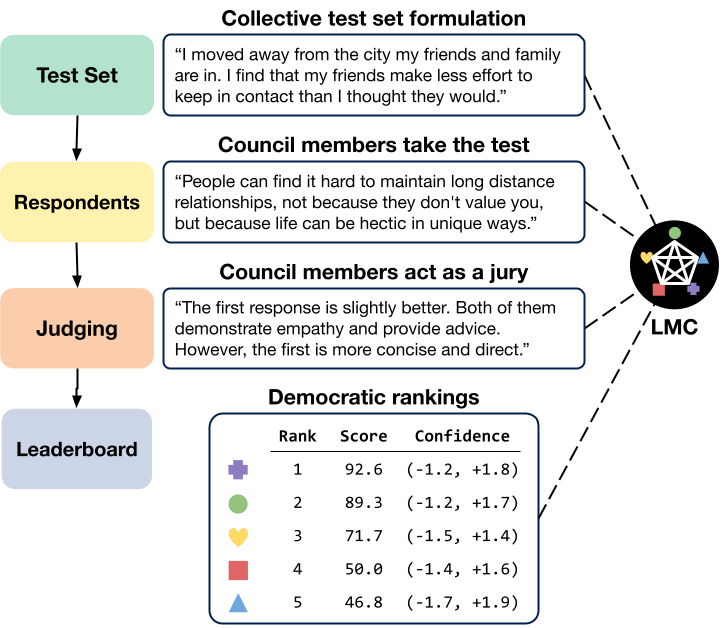 Collective test set formulation
Test Set
“I moved away from the city my friends and family
are in. I find that my friends make less effort to
keep in contact than I thought they would.”
Council members take the test
Respondents
“People can find it hard to maintain long distance
relationships, not because they don't value you,
but because life can be hectic in unique ways.”
Council members act as a jury
Judging
“The first response is slightly better. Both of them
demonstrate empathy and provide advice.
However, the first is more concise and direct.”
LMC
Democratic rankings
Leaderboard
Rank Score Confidence
1 92.6 (-1.2, +1.8)
2 89.3 (-1.2, +1.7)
3 71.7 (-1.5, +1.4)
4 50.0 (-1.4, +1.6)
5 46.8 (-1.7, +1.9)